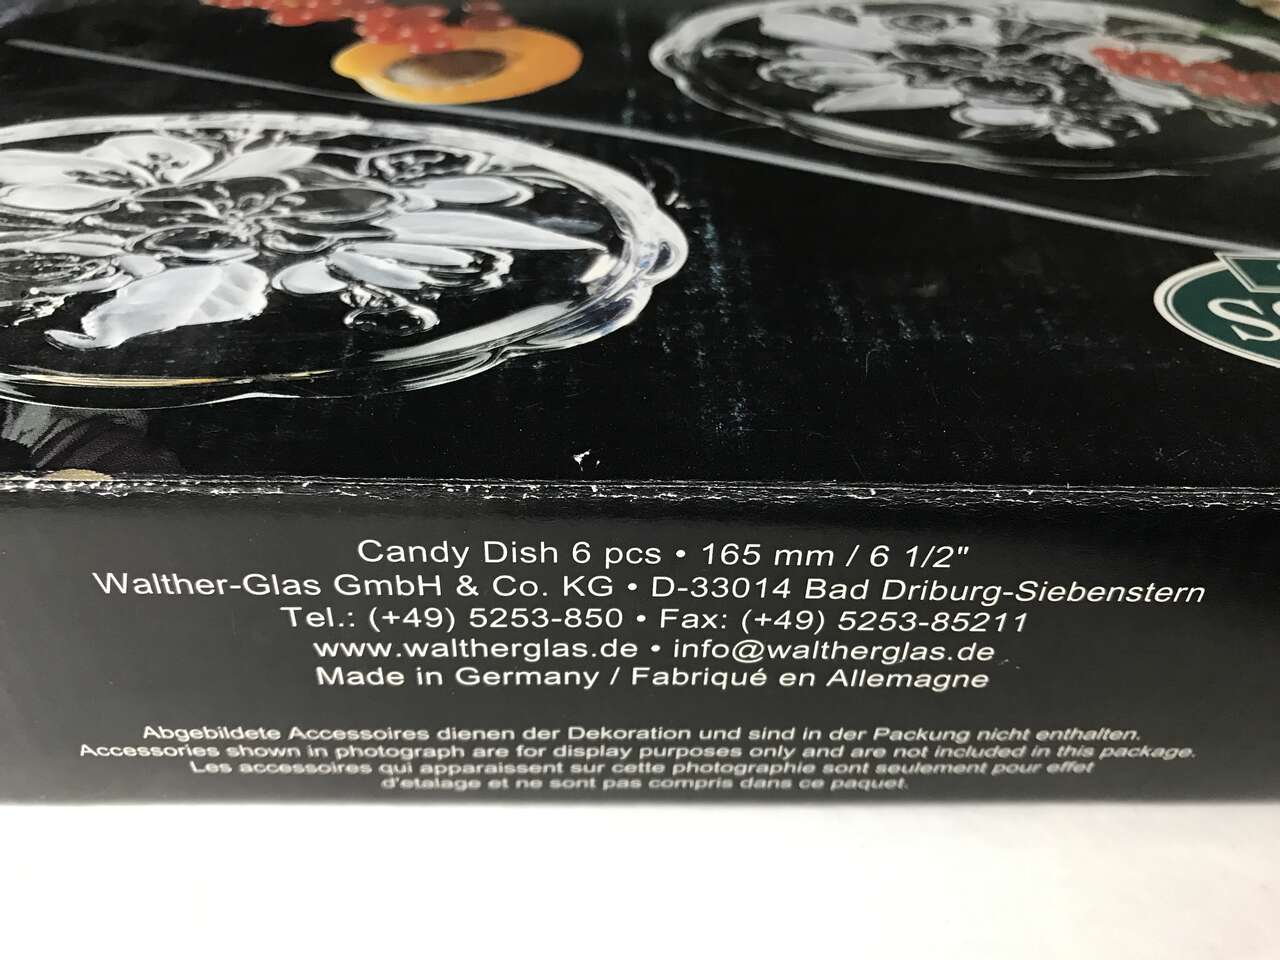 Candy Dish 6 pcs • 165 mm / 6 1/2"
Walther-Glas GmbH & Co. KG • D-33014 Bad Driburg-Siebenstern
Tel.: (+49) 5253-850 • Fax: (+49) 5253-85211
www.waltherglas.de • info@waltherglas.de
Made in Germany / Fabriqué en Allemagne
Abgebildete Accessoires dienen der Dekoration und sind in der Packung nicht enthalten.
Accessories shown in photograph are for display purposes only and are not included in this package.
Les accessoires qui apparaissent sur cette photographie sont seulement pour effet
d'etalage et ne sont pas compris dans ce paquet.